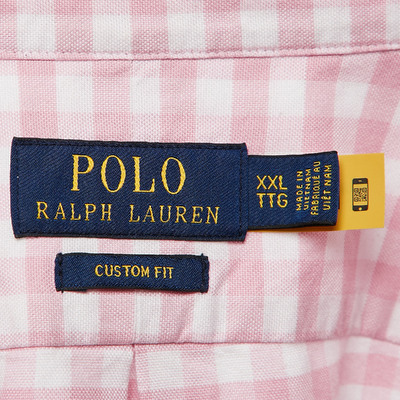 POLO
RALPH LAUREN
XXL
TTG
MADE IN
VIETNAM
FABRIQUÉ AU
VIÊT NAM
CUSTOM FIT